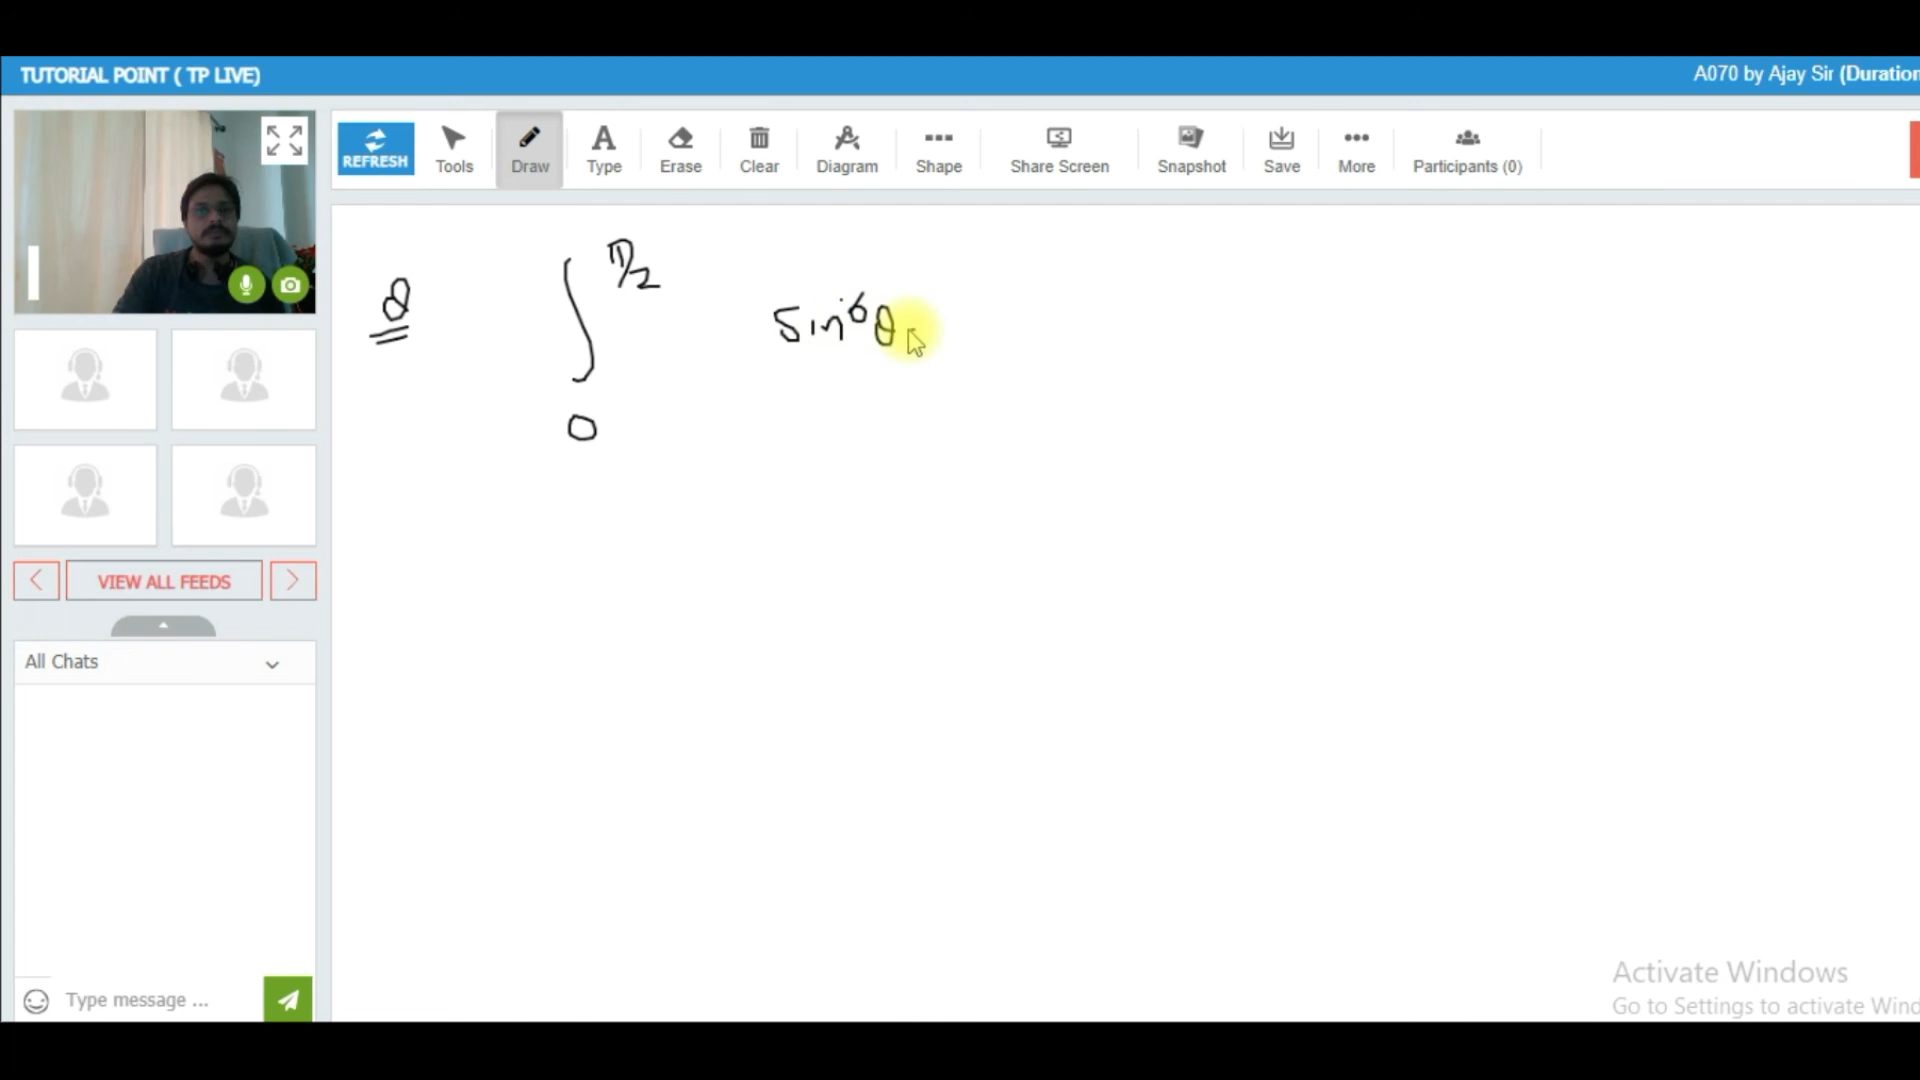 TUTORIAL POINT ( TP LIVE)
A070 by Ajay Sir (Duration
REFRESH
Tools
Draw
Type
Erase
Clear
Diagram
Shape
Share Screen
Snapshot
Save
More
Participants (0)
Q ∫ π/2 0 sin⁶θ
VIEW ALL FEEDS
All Chats
Type message ...
Activate Windows
Go to Settings to activate Wind